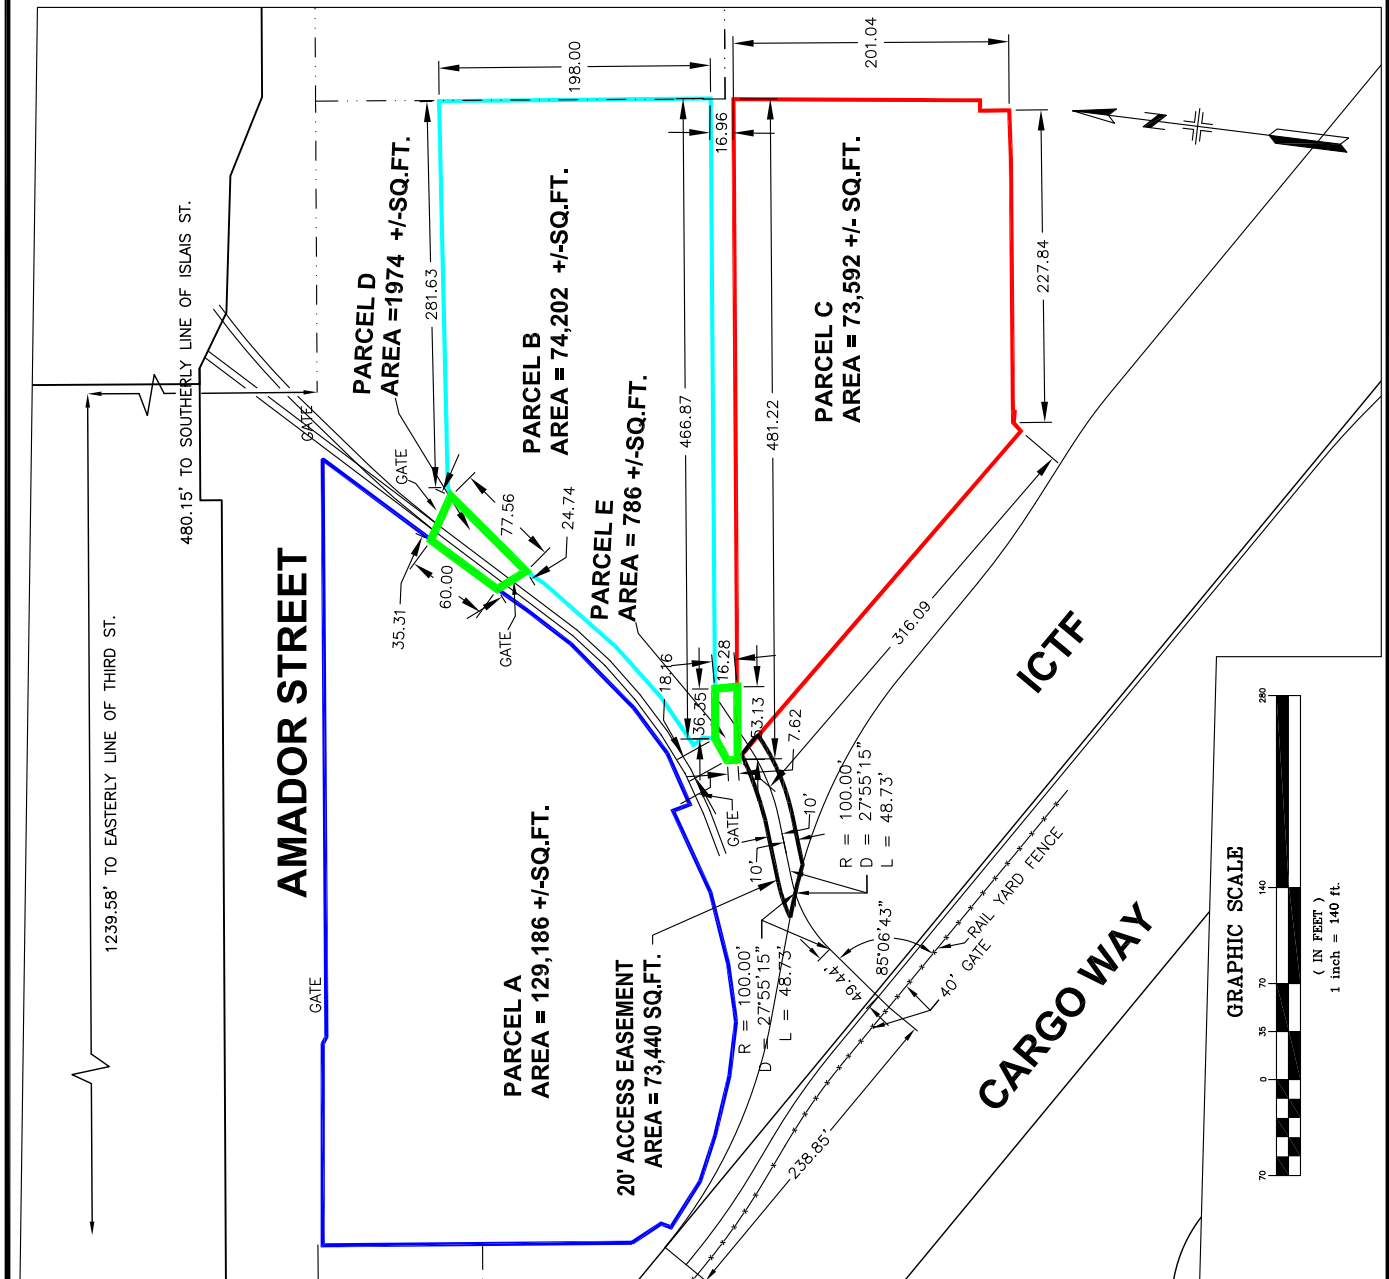 198.00
201.04
16.96
480.15' TO SOUTHERLY LINE OF ISLAIS ST.
GATE
281.63
PARCEL D
AREA =1974 +/-SQ.FT.
PARCEL B
AREA = 74,202 +/-SQ.FT.
PARCEL C
AREA = 73,592 +/- SQ.FT.
227.84
466.87
481.22
GATE
77.56
24.74
PARCEL E
AREA = 786 +/-SQ.FT.
35.31
60.00
GATE
316.09
1239.58' TO EASTERLY LINE OF THIRD ST.
AMADOR STREET
18.16
16.28
36.35
53.13
7.62
ICTF
GATE
10'
10'
R = 100.00'
D = 27°55'15"
L = 48.73'
PARCEL A
AREA = 129,186 +/-SQ.FT.
GATE
20' ACCESS EASEMENT
AREA = 73,440 SQ.FT.
R = 100.00'
D = 27°55'15"
L = 48.73'
49.44'
85°06'43"
RAIL YARD FENCE
40' GATE
238.85'
CARGO WAY
N
GRAPHIC SCALE
70
0
35
70
140
280
( IN FEET )
1 inch = 140 ft.